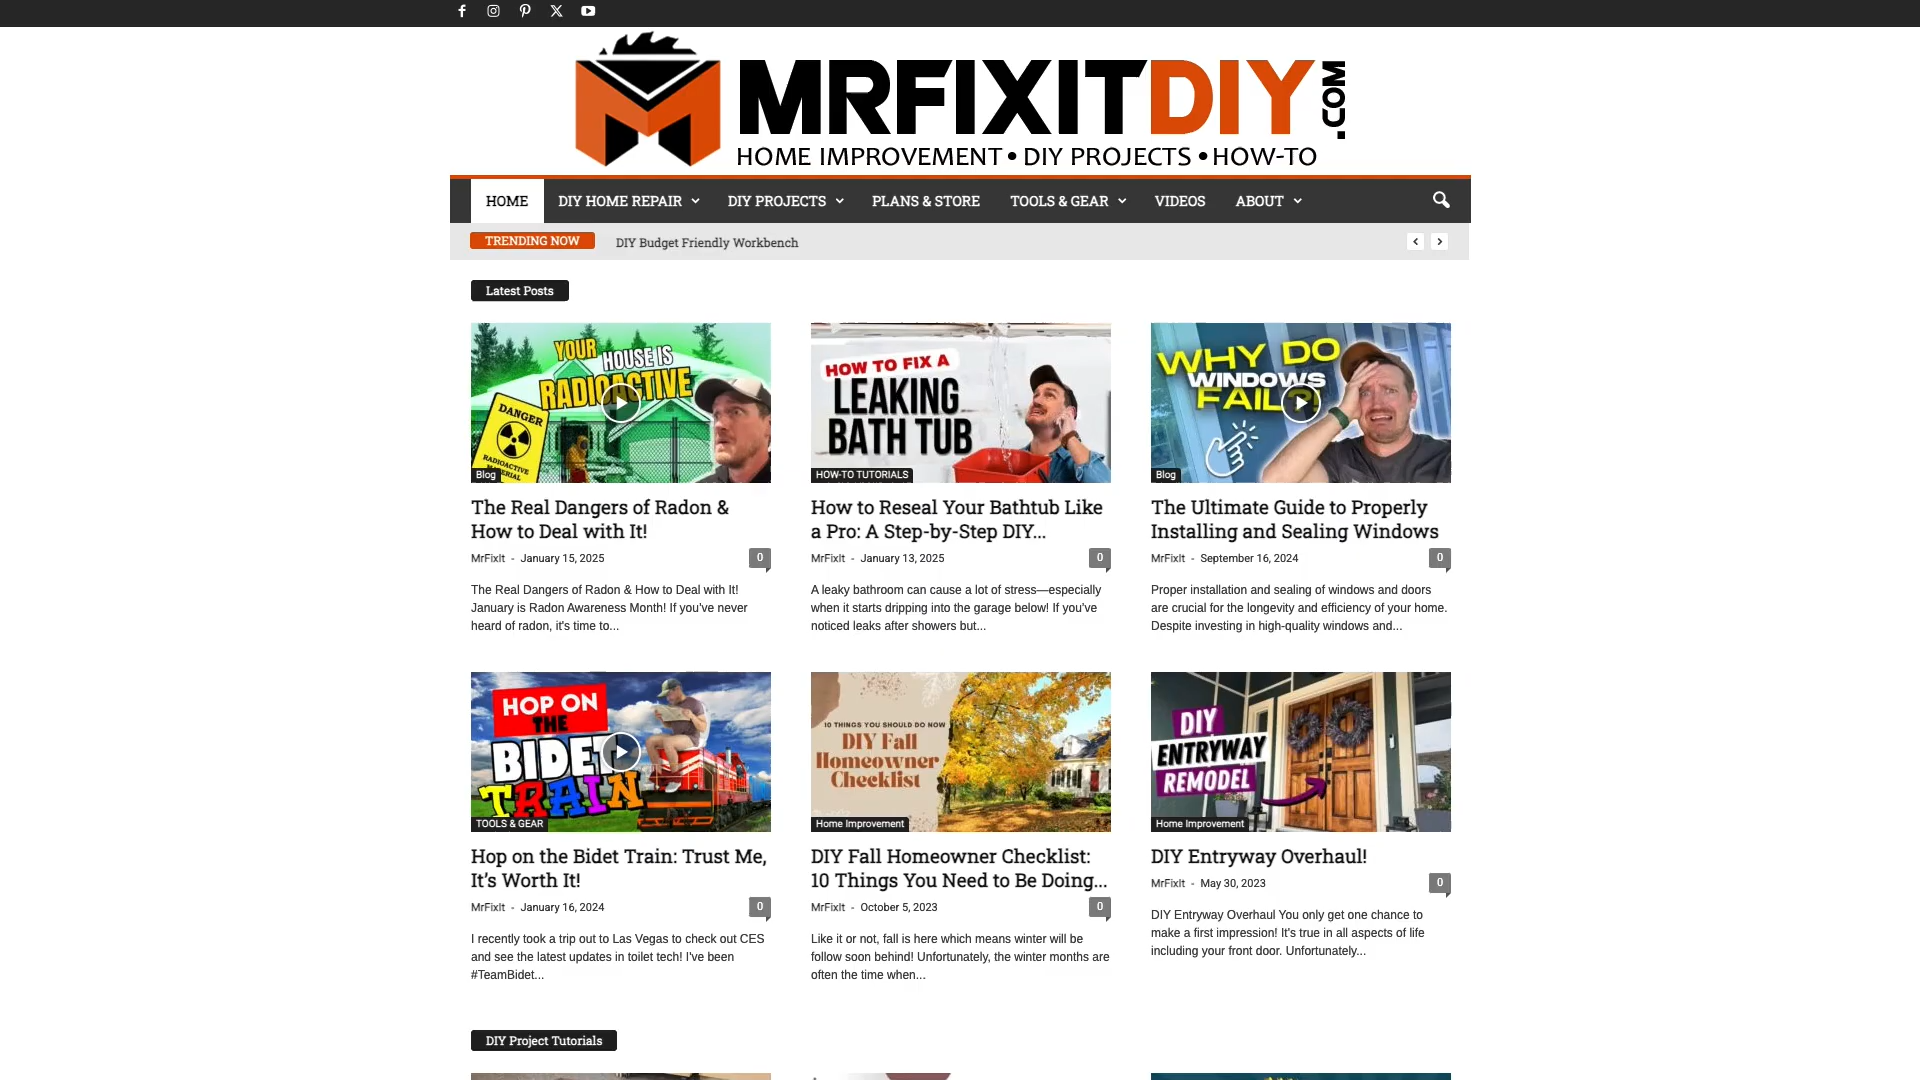 MRFIXITDIY.COM
HOME IMPROVEMENT • DIY PROJECTS • HOW-TO
HOME
DIY HOME REPAIR
DIY PROJECTS
PLANS & STORE
TOOLS & GEAR
VIDEOS
ABOUT
TRENDING NOW
DIY Budget Friendly Workbench
Latest Posts
YOUR
HOUSE IS
RADIOACTIVE
DANGER
RADIOACTIVE
Blog
The Real Dangers of Radon &
How to Deal with It!
MrFixIt - January 15, 2025
0
The Real Dangers of Radon & How to Deal with It!
January is Radon Awareness Month! If you've never
heard of radon, it's time to...
HOW TO FIX A
LEAKING
BATH TUB
HOW-TO TUTORIALS
How to Reseal Your Bathtub Like
a Pro: A Step-by-Step DIY...
MrFixIt - January 13, 2025
0
A leaky bathroom can cause a lot of stress—especially
when it starts dripping into the garage below! If you've
noticed leaks after showers but...
WHY DO
WINDOWS
FAIL?!
Blog
The Ultimate Guide to Properly
Installing and Sealing Windows
MrFixIt - September 16, 2024
0
Proper installation and sealing of windows and doors
are crucial for the longevity and efficiency of your home.
Despite investing in high-quality windows and...
HOP ON
THE
BIDET
TRAIN
TOOLS & GEAR
Hop on the Bidet Train: Trust Me,
It’s Worth It!
MrFixIt - January 16, 2024
0
I recently took a trip out to Las Vegas to check out CES
and see the latest updates in toilet tech! I've been
#TeamBidet...
10 THINGS YOU SHOULD DO NOW
DIY Fall
Homeowner
Checklist
Home Improvement
DIY Fall Homeowner Checklist:
10 Things You Need to Be Doing...
MrFixIt - October 5, 2023
0
Like it or not, fall is here which means winter will be
follow soon behind! Unfortunately, the winter months are
often the time when...
DIY
ENTRYWAY
REMODEL
Home Improvement
DIY Entryway Overhaul!
MrFixIt - May 30, 2023
0
DIY Entryway Overhaul You only get one chance to
make a first impression! It's true in all aspects of life
including your front door. Unfortunately...
DIY Project Tutorials